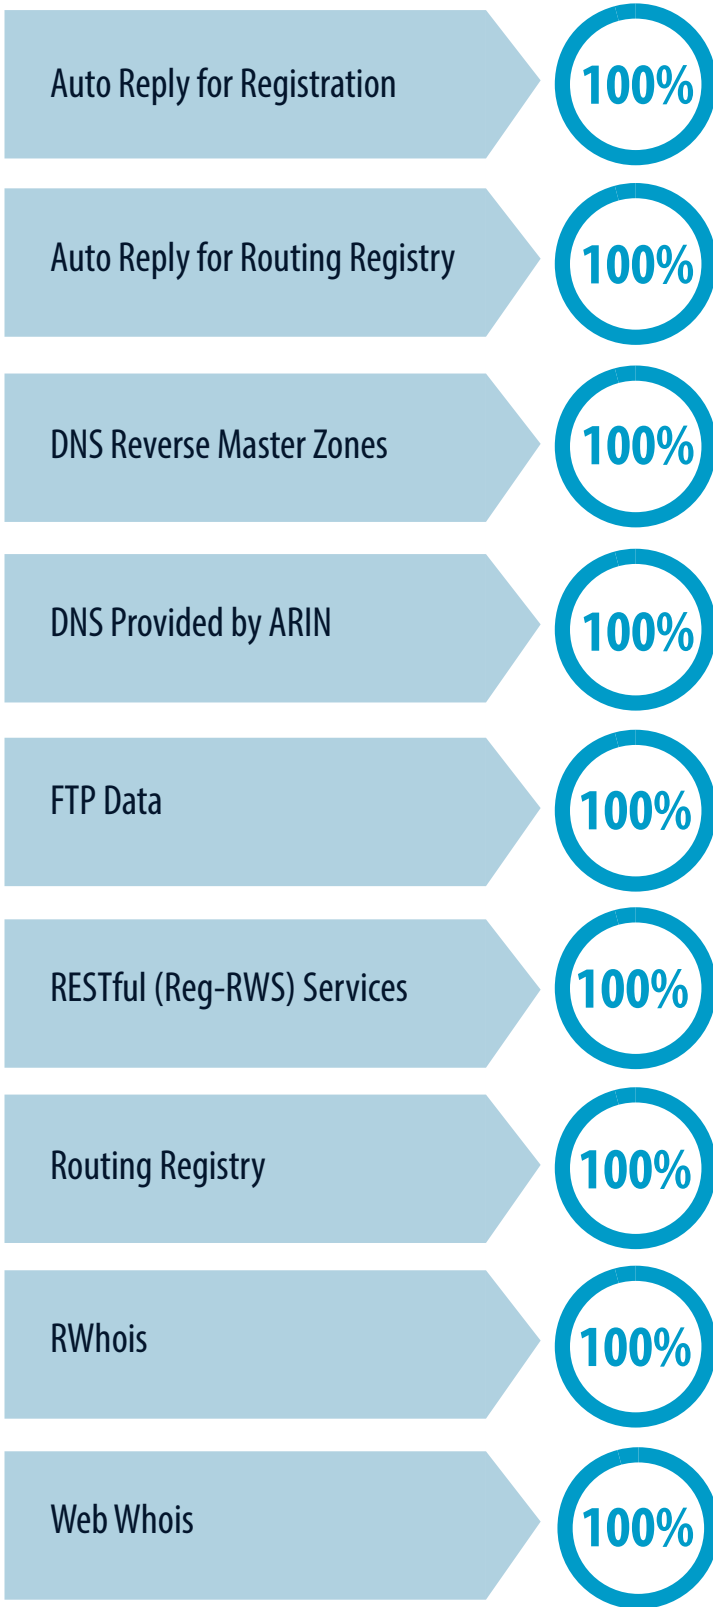 Auto Reply for Registration 100%
Auto Reply for Routing Registry 100%
DNS Reverse Master Zones 100%
DNS Provided by ARIN 100%
FTP Data 100%
RESTful (Reg-RWS) Services 100%
Routing Registry 100%
RWhois 100%
Web Whois 100%